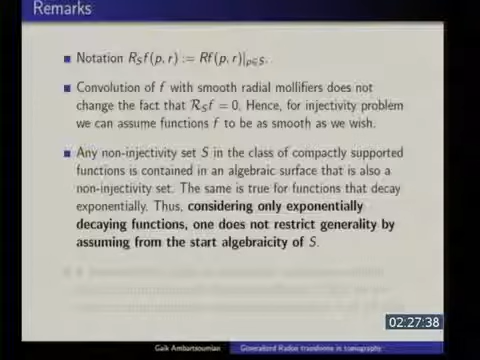 Remarks
Notation R_S f(p, r) := Rf(p, r)|_{p∈S}.
Convolution of f with smooth radial mollifiers does not
change the fact that R_S f = 0. Hence, for injectivity problem
we can assume functions f to be as smooth as we wish.
Any non-injectivity set S in the class of compactly supported
functions is contained in an algebraic surface that is also a
non-injectivity set. The same is true for functions that decay
exponentially. Thus, considering only exponentially
decaying functions, one does not restrict generality by
assuming from the start algebraicity of S.
02:27:38
Gaik Ambartsoumian Generalized Radon transforms in tomography